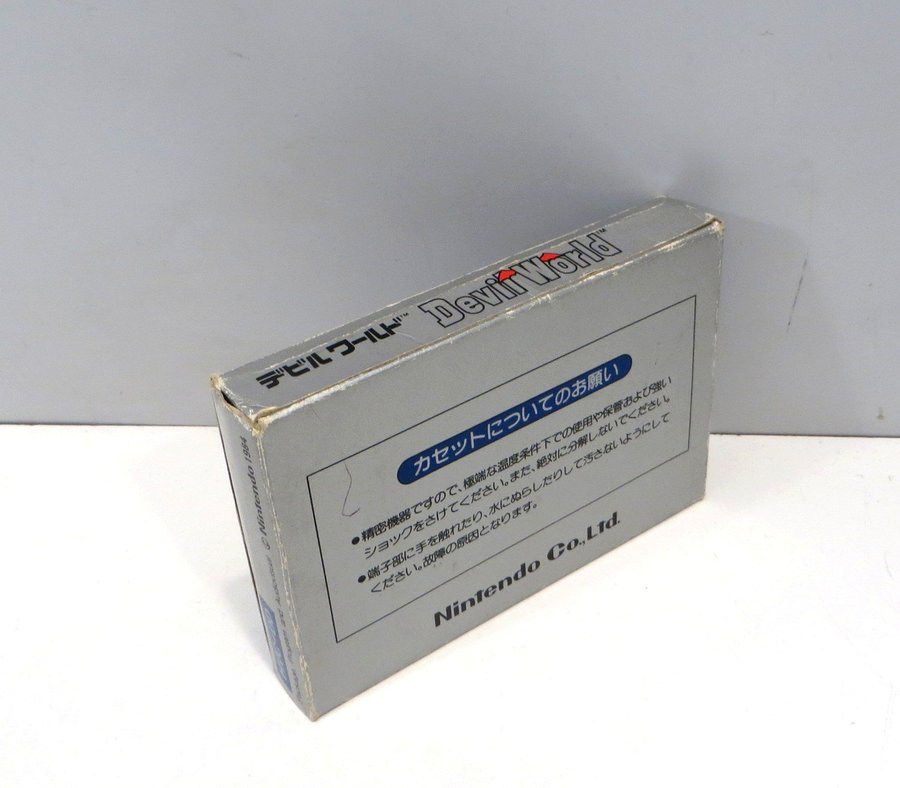 デビルワールド™
Devil World™
カセットについてのお願い
●精密機器ですので、極端な温度条件下での使用や保管および強い
ショックをさけてください。また、絶対に分解しないでください。
●端子部に手を触れたり、水にぬらしたりして汚さないようにして
ください。故障の原因となります。
Nintendo Co.,Ltd.
© Nintendo 1984